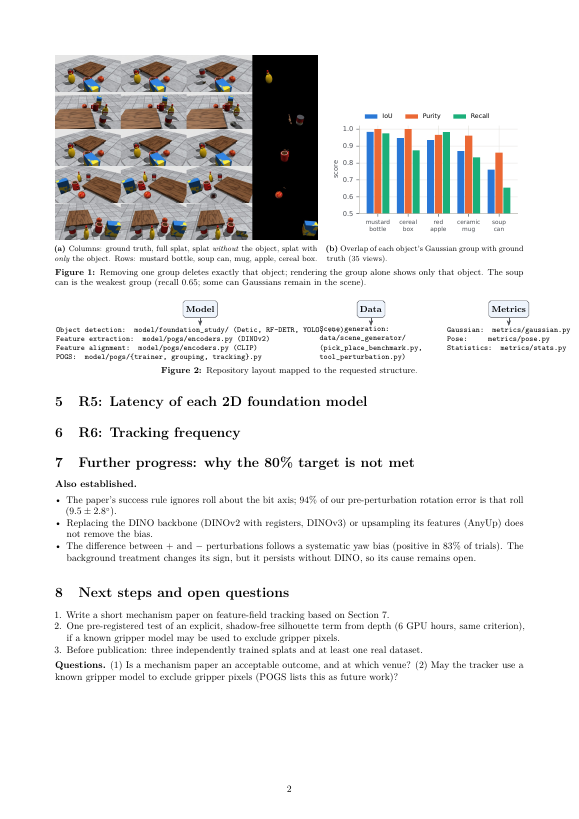 IoU Purity Recall
1.0
0.9
0.8
0.7
0.6
0.5
score
mustard bottle
cereal box
red apple
ceramic mug
soup can
(a) Columns: ground truth, full splat, splat without the object, splat with
only the object. Rows: mustard bottle, soup can, mug, apple, cereal box.
(b) Overlap of each object's Gaussian group with ground
truth (35 views).
Figure 1: Removing one group deletes exactly that object; rendering the group alone shows only that object. The soup
can is the weakest group (recall 0.65; some can Gaussians remain in the scene).
Model
Object detection: model/foundation_study/ (Detic, RF-DETR,
Feature extraction: model/pogs/encoders.py (DINOv2)
Feature alignment: model/pogs/encoders.py (CLIP)
POGS: model/pogs/{trainer, grouping, tracking}.py
Data
generation:
data/scene_generator/
(pick_place_benchmark.py,
tool_perturbation.py)
Metrics
Gaussian: metrics/gaussian.py
Pose: metrics/pose.py
Statistics: metrics/stats.py
Figure 2: Repository layout mapped to the requested structure.
5 R5: Latency of each 2D foundation model
6 R6: Tracking frequency
7 Further progress: why the 80% target is not met
Also established.
• The paper's success rule ignores roll about the bit axis; 94% of our pre-perturbation rotation error is that roll
(9.5 ± 2.8°).
• Replacing the DINO backbone (DINOv2 with registers, DINOv3) or upsampling its features (AnyUp) does
not remove the bias.
• The difference between + and − perturbations follows a systematic yaw bias (positive in 83% of trials). The
background treatment changes its sign, but it persists without DINO, so its cause remains open.
8 Next steps and open questions
1. Write a short mechanism paper on feature-field tracking based on Section 7.
2. One pre-registered test of an explicit, shadow-free silhouette term from depth (6 GPU hours, same criterion),
if a known gripper model may be used to exclude gripper pixels.
3. Before publication: three independently trained splats and at least one real dataset.
Questions. (1) Is a mechanism paper an acceptable outcome, and at which venue? (2) May the tracker use a
known gripper model to exclude gripper pixels (POGS lists this as future work)?
2